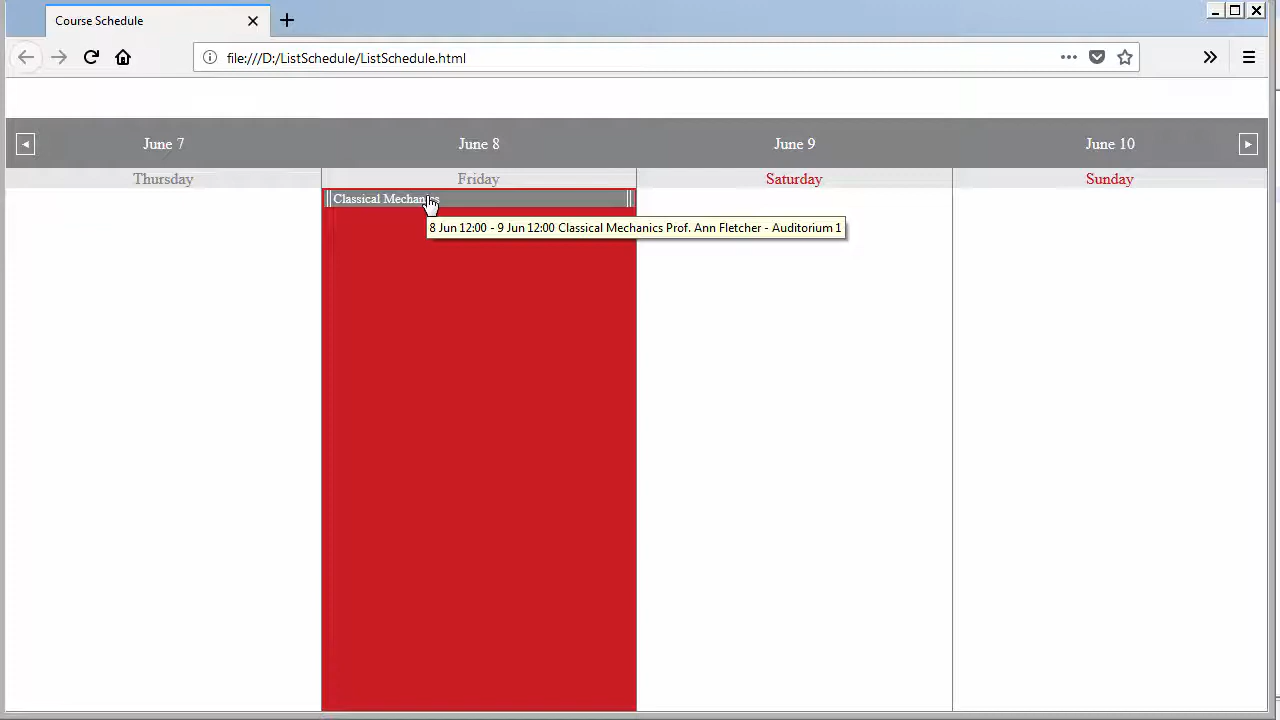 Course Schedule
file:///D:/ListSchedule/ListSchedule.html
June 7 June 8 June 9 June 10
Thursday Friday Saturday Sunday
Classical Mechanics
8 Jun 12:00 - 9 Jun 12:00 Classical Mechanics Prof. Ann Fletcher - Auditorium 1